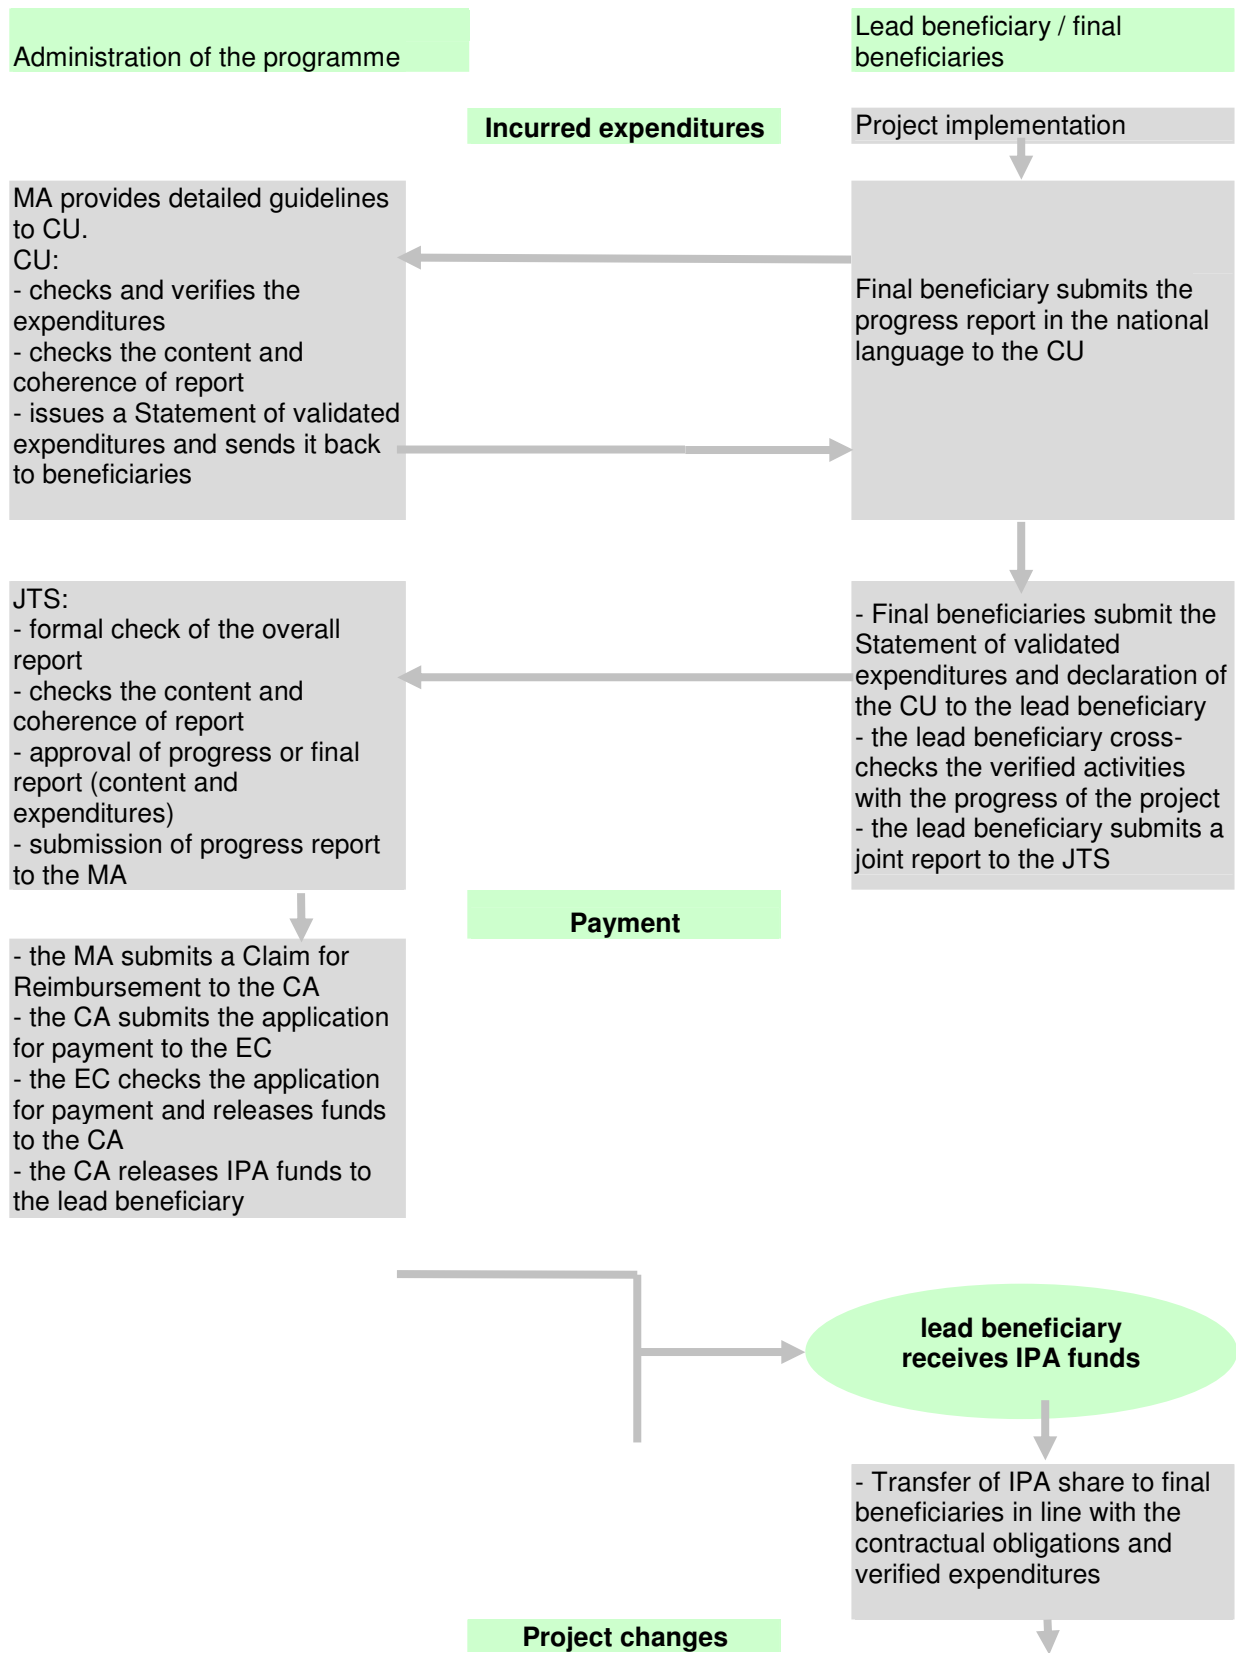 Administration of the programme
Lead beneficiary / final
beneficiaries
Incurred expenditures
Project implementation
MA provides detailed guidelines
to CU.
CU:
- checks and verifies the
expenditures
- checks the content and
coherence of report
- issues a Statement of validated
expenditures and sends it back
to beneficiaries
Final beneficiary submits the
progress report in the national
language to the CU
JTS:
- formal check of the overall
report
- checks the content and
coherence of report
- approval of progress or final
report (content and
expenditures)
- submission of progress report
to the MA
- Final beneficiaries submit the
Statement of validated
expenditures and declaration of
the CU to the lead beneficiary
- the lead beneficiary cross-
checks the verified activities
with the progress of the project
- the lead beneficiary submits a
joint report to the JTS
Payment
- the MA submits a Claim for
Reimbursement to the CA
- the CA submits the application
for payment to the EC
- the EC checks the application
for payment and releases funds
to the CA
- the CA releases IPA funds to
the lead beneficiary
lead beneficiary
receives IPA funds
- Transfer of IPA share to final
beneficiaries in line with the
contractual obligations and
verified expenditures
Project changes